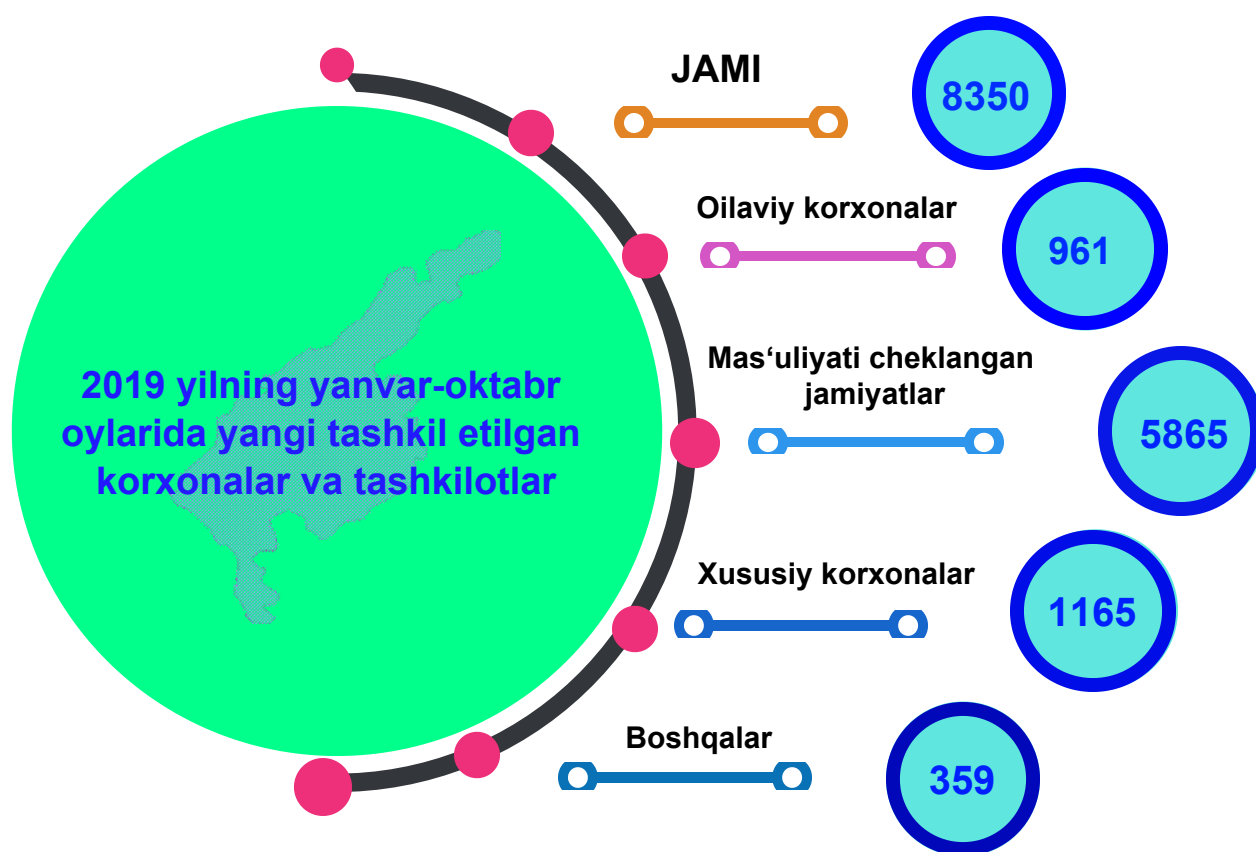 2019 yilning yanvar-oktabr
oylarida yangi tashkil etilgan
korxonalar va tashkilotlar
JAMI
8350
Oilaviy korxonalar
961
Mas‘uliyati cheklangan
jamiyatlar
5865
Xususiy korxonalar
1165
Boshqalar
359